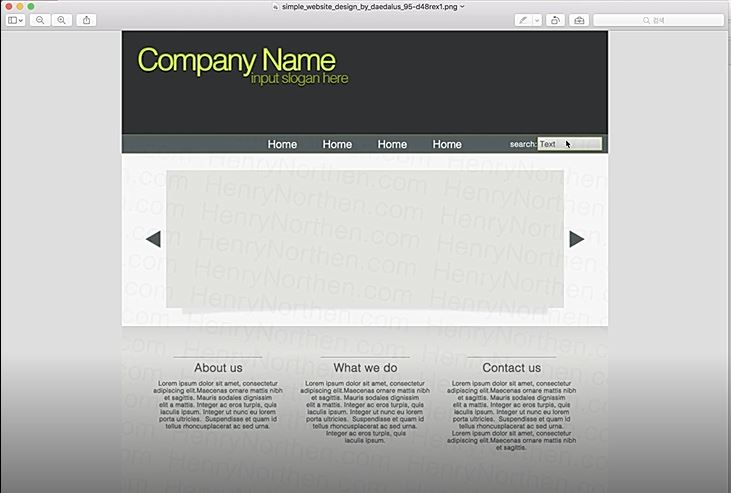 simple_website_design_by_daedalus_95-d48rex1.png
검색
Company Name
input slogan here
Home Home Home Home search: Text
HenryNorthen.com
HenryNorthen.com
HenryNorthen.com
HenryNorthen.com
HenryNorthen.com
About us
Lorem ipsum dolor sit amet, consectetur
adipiscing elit.Maecenas ornare mattis nibh
et sagittis. Mauris sodales dignissim
elit a mattis. Integer ac eros turpis, quis
iaculis ipsum. Integer ut nunc eu lorem
porta ultricies. Suspendisse et quam id
tellus rhoncusplacerat ac sed urna.
What we do
Lorem ipsum dolor sit amet, consectetur
adipiscing elit.Maecenas ornare mattis nibh
et sagittis. Mauris sodales dignissim
elit a mattis. Integer ac eros turpis, quis
iaculis ipsum. Integer ut nunc eu lorem
porta ultricies. Suspendisse et quam id
tellus rhoncusplacerat ac sed urna.
Integer ac eros turpis, quis
iaculis ipsum.
Contact us
Lorem ipsum dolor sit amet, consectetur
adipiscing elit.Maecenas ornare mattis nibh
et sagittis. Mauris sodales dignissim
elit a mattis. Integer ac eros turpis, quis
iaculis ipsum. Integer ut nunc eu lorem
porta ultricies. Suspendisse et quam id
tellus rhoncusplacerat ac sed urna.
Lorem ipsum dolor sit amet, consectetur
adipiscing elit.Maecenas ornare mattis nibh
et sagittis.